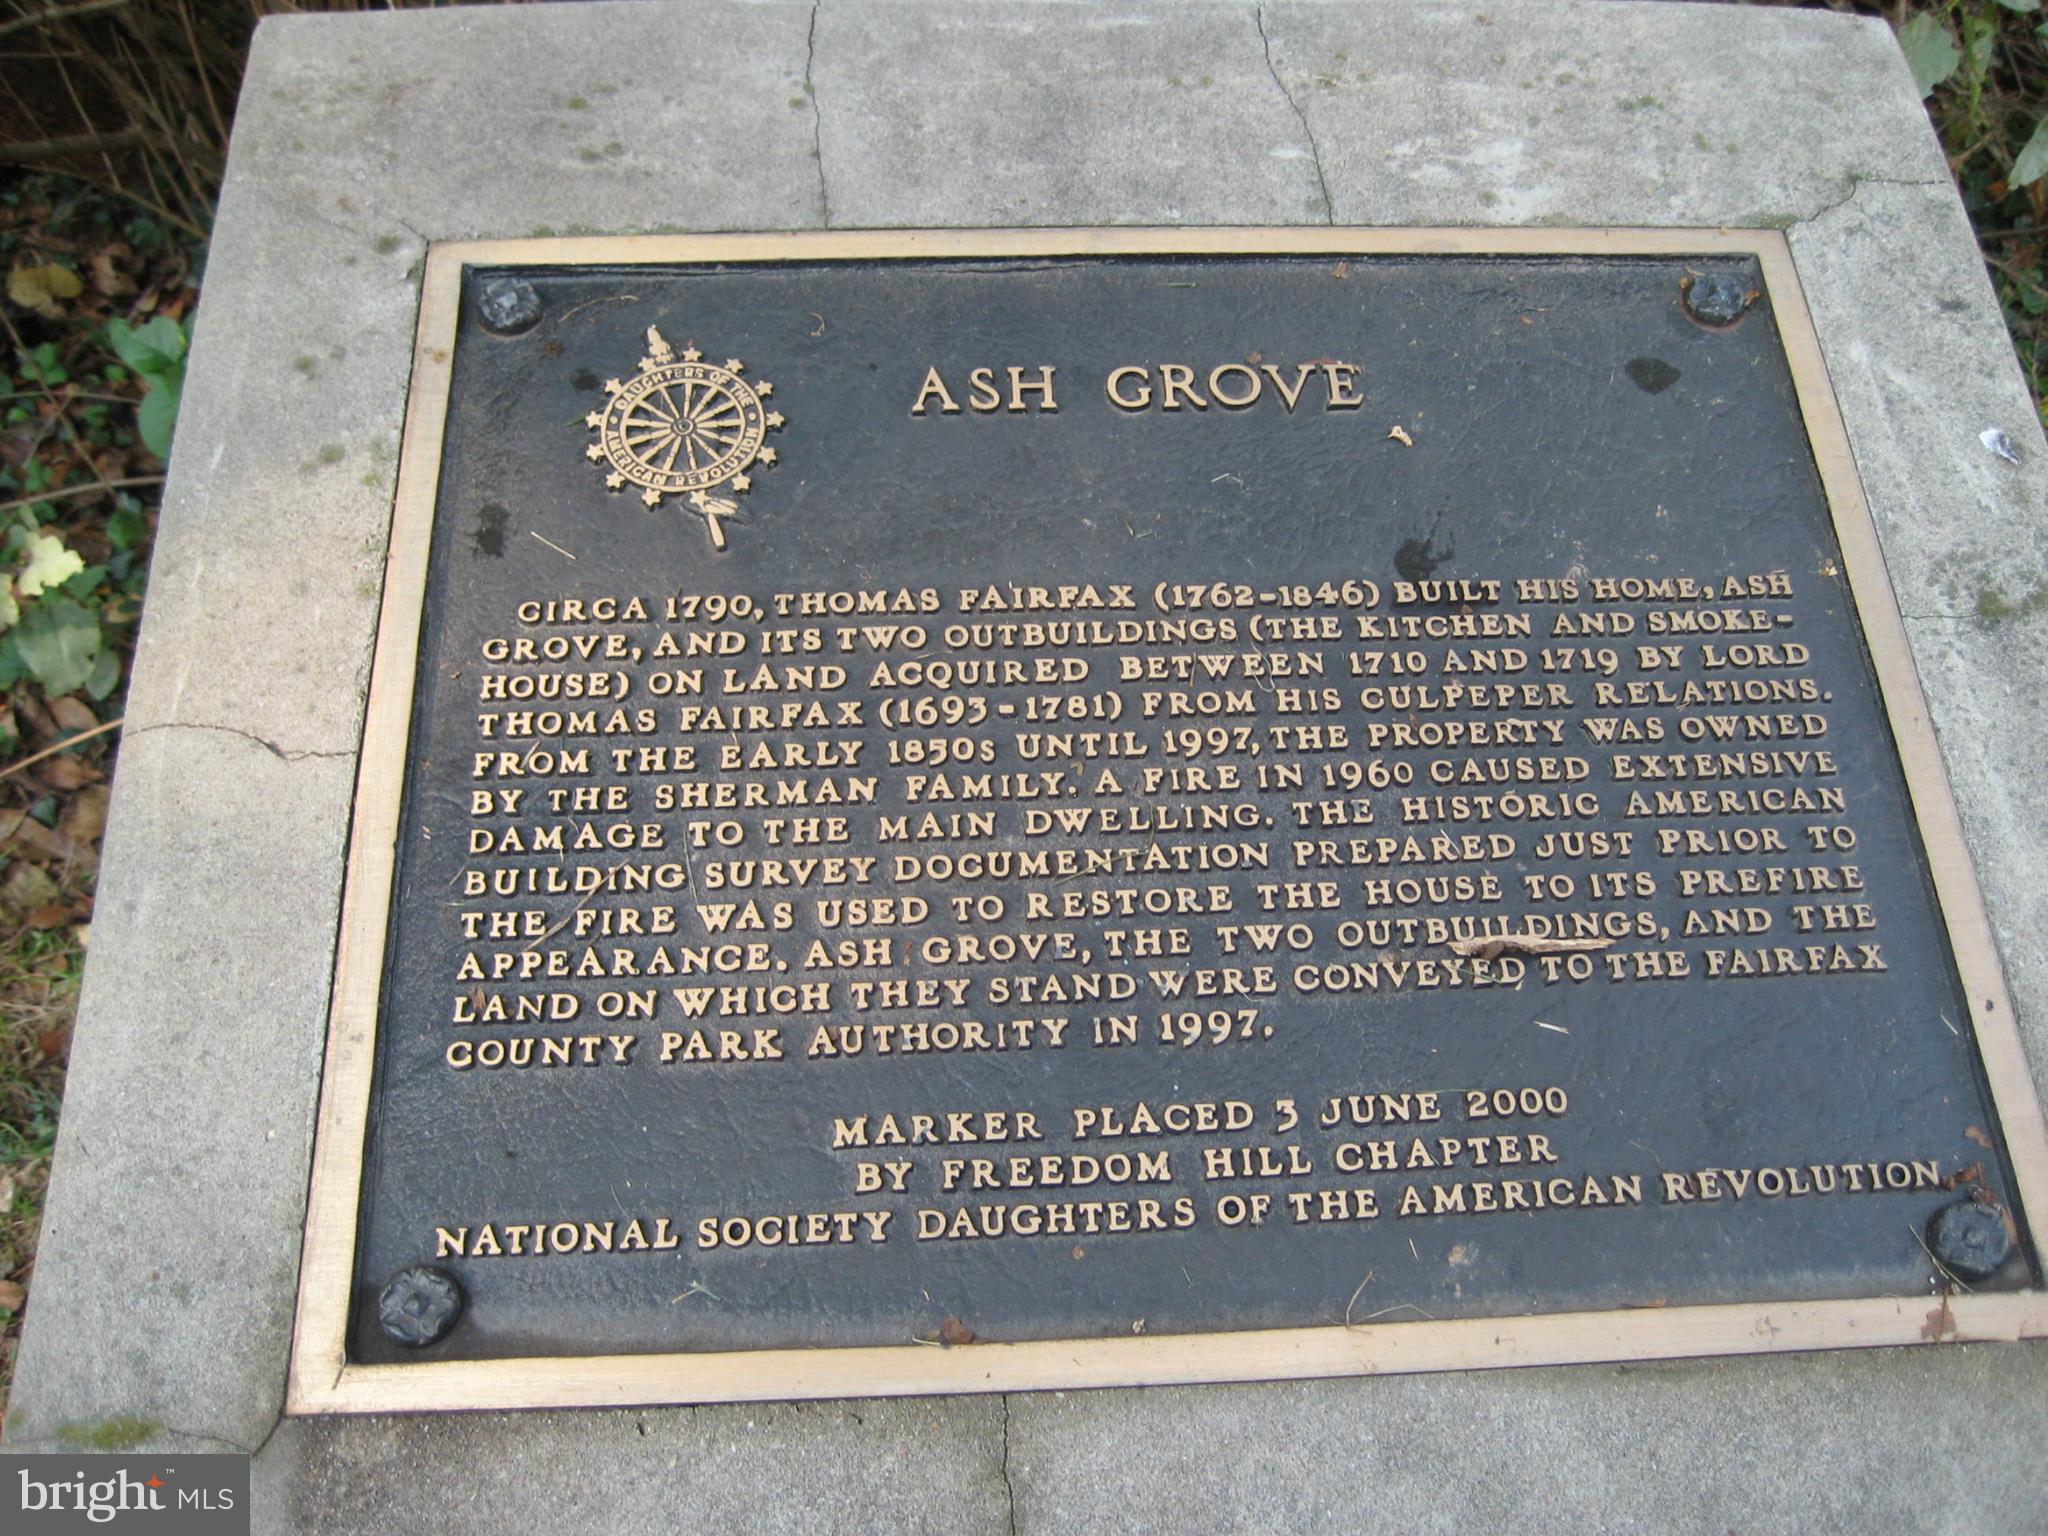 ASH GROVE
DAUGHTERS OF THE
AMERICAN REVOLUTION
CIRCA 1790, THOMAS FAIRFAX (1762-1846) BUILT HIS HOME, ASH
GROVE, AND ITS TWO OUTBUILDINGS (THE KITCHEN AND SMOKE-
HOUSE) ON LAND ACQUIRED BETWEEN 1710 AND 1719 BY LORD
THOMAS FAIRFAX (1693-1781) FROM HIS CULPEPER RELATIONS.
FROM THE EARLY 1850S UNTIL 1997, THE PROPERTY WAS OWNED
BY THE SHERMAN FAMILY. A FIRE IN 1960 CAUSED EXTENSIVE
DAMAGE TO THE MAIN DWELLING. THE HISTORIC AMERICAN
BUILDING SURVEY DOCUMENTATION PREPARED JUST PRIOR TO
THE FIRE WAS USED TO RESTORE THE HOUSE TO ITS PREFIRE
APPEARANCE. ASH GROVE, THE TWO OUTBUILDINGS, AND THE
LAND ON WHICH THEY STAND WERE CONVEYED TO THE FAIRFAX
COUNTY PARK AUTHORITY IN 1997.
MARKER PLACED 3 JUNE 2000
BY FREEDOM HILL CHAPTER
NATIONAL SOCIETY DAUGHTERS OF THE AMERICAN REVOLUTION
bright™ MLS